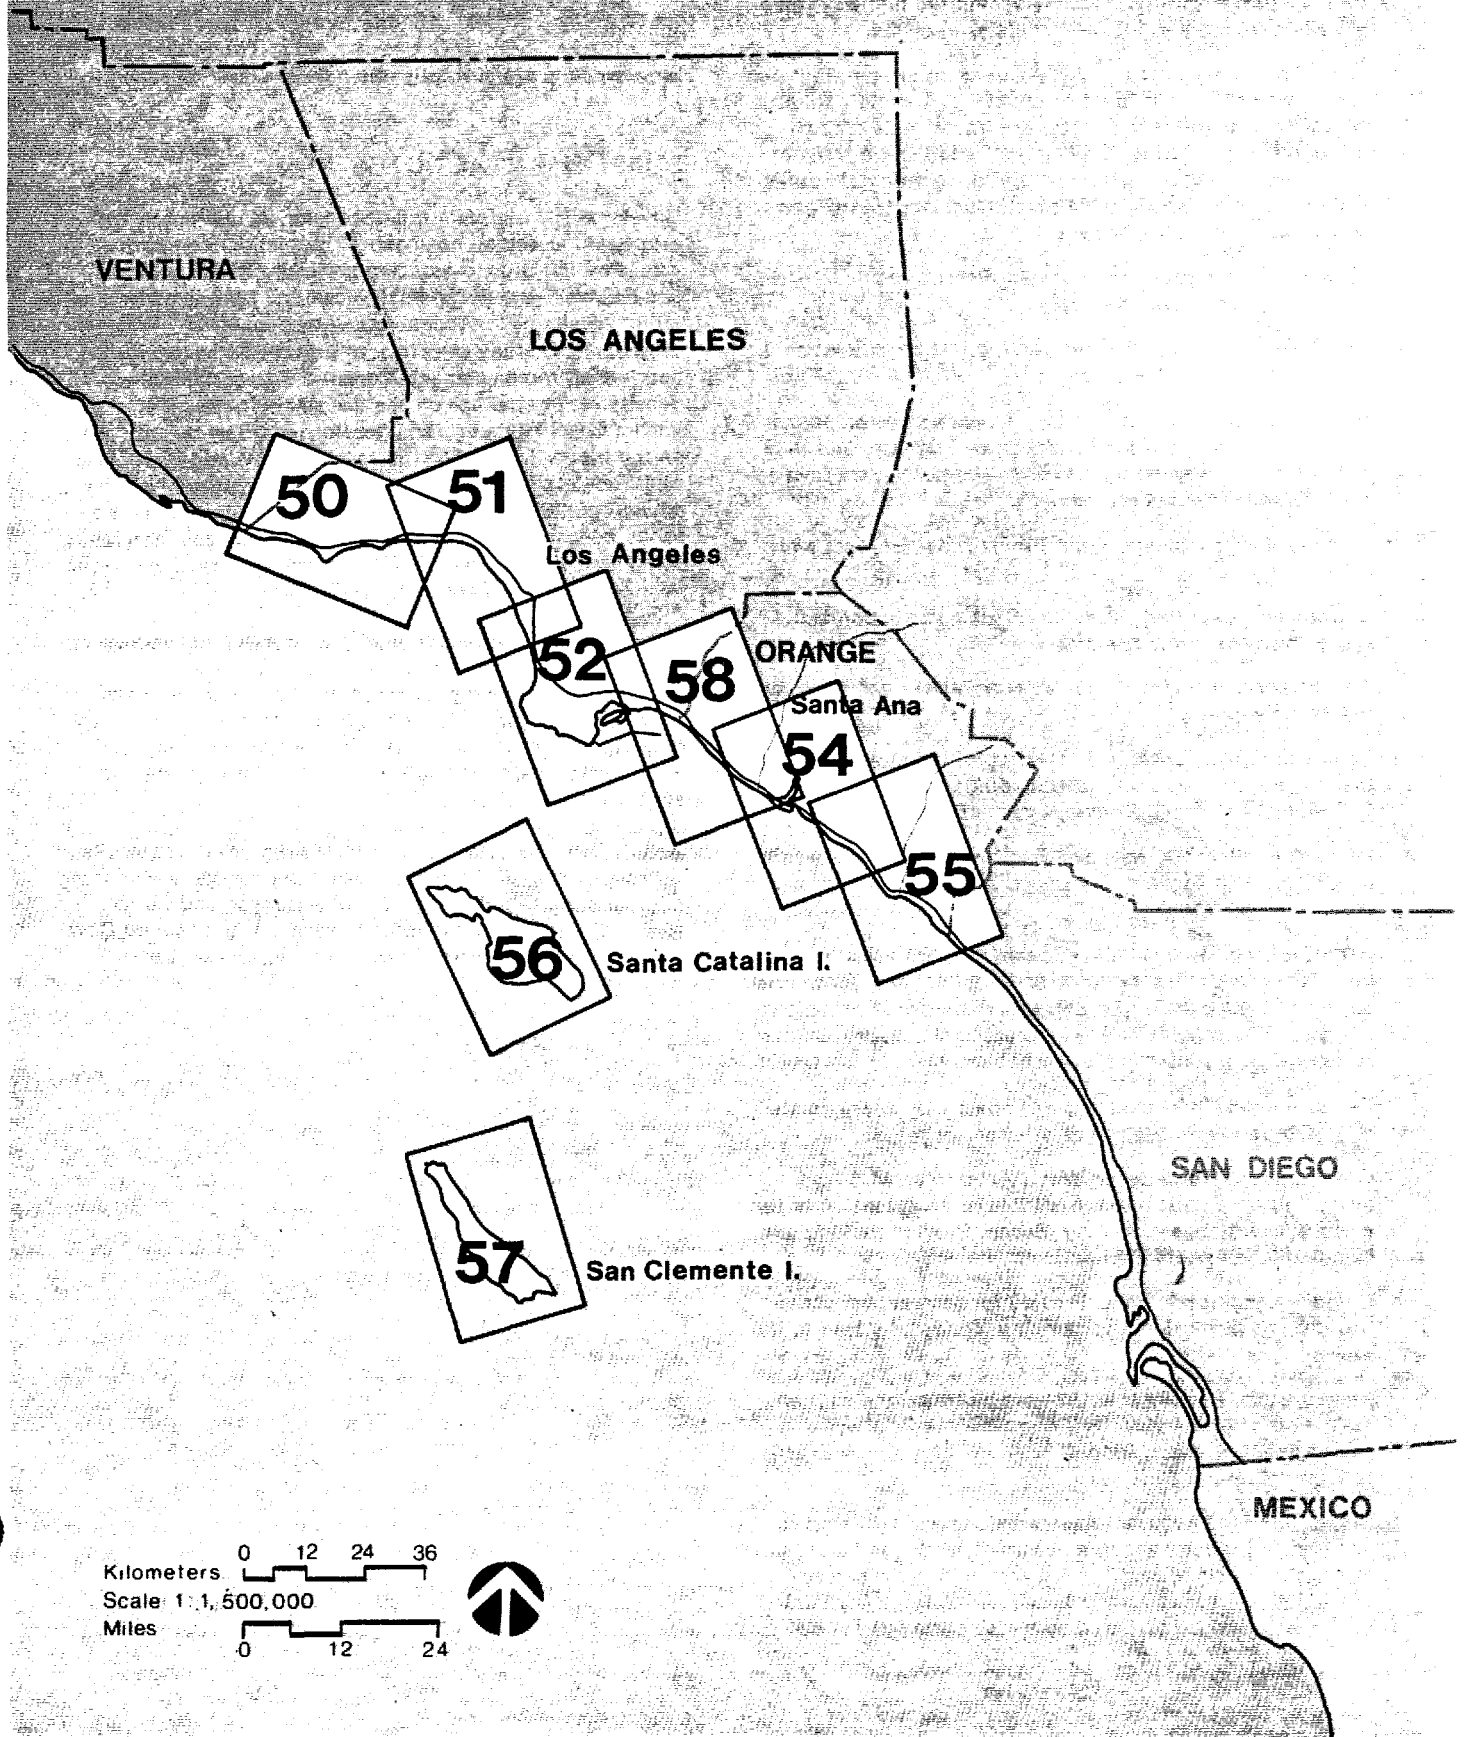 VENTURA
LOS ANGELES
50
51
Los Angeles
52
58
ORANGE
Santa Ana
54
55
56
Santa Catalina I.
SAN DIEGO
57
San Clemente I.
MEXICO
0 12 24 36
Kilometers
Scale 1:1,500,000
Miles
0 12 24